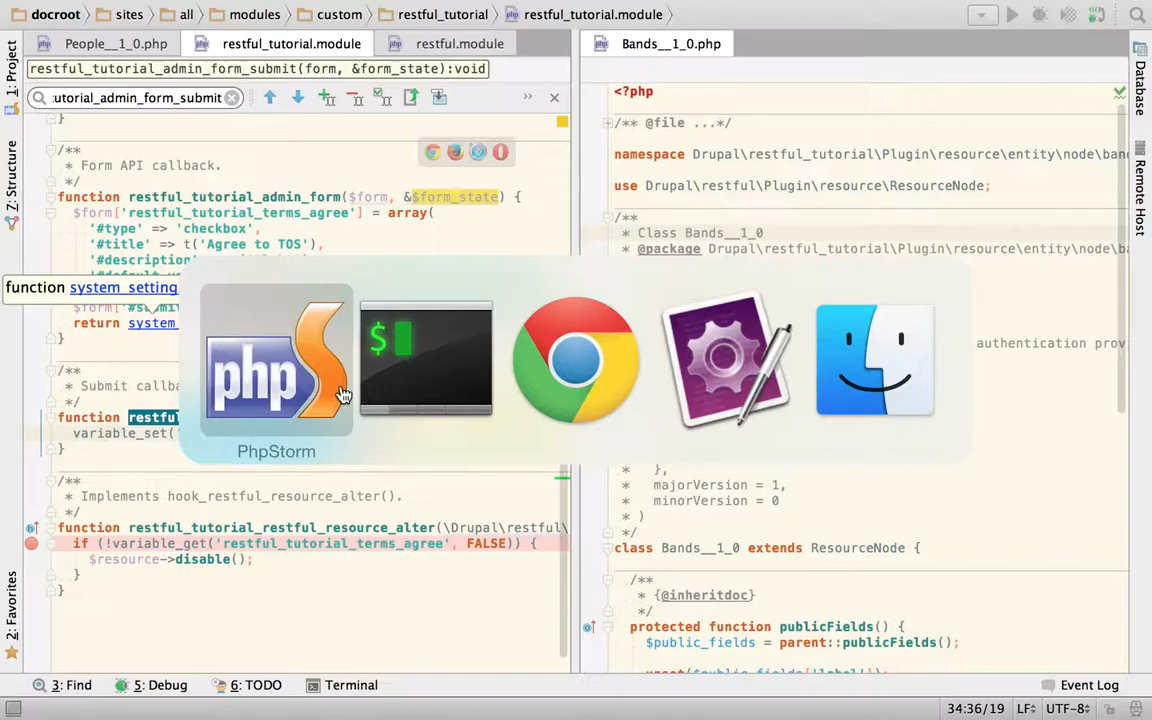 docroot sites all modules custom restful_tutorial restful_tutorial.module
People__1_0.php restful_tutorial.module restful.module Bands__1_0.php
restful_tutorial_admin_form_submit(form, &form_state):void
utorial_admin_form_submit
1: Project
Z: Structure
2: Favorites
}
/**
* Form API callback.
*/
function restful_tutorial_admin_form($form, &$form_state) {
$form['restful_tutorial_terms_agree'] = array(
'#type' => 'checkbox',
'#title' => t('Agree to TOS'),
'#description'
function system_setting
return system_
}
/**
* Submit callba
*/
function restfu
variable_set(
}
/**
* Implements hook_restful_resource_alter().
*/
function restful_tutorial_restful_resource_alter(\Drupal\restful\
if (!variable_get('restful_tutorial_terms_agree', FALSE)) {
$resource->disable();
}
}
$
php
PhpStorm
<?php
/** @file ...*/
namespace Drupal\restful_tutorial\Plugin\resource\entity\node\ban
use Drupal\restful\Plugin\resource\ResourceNode;
/**
* Class Bands__1_0
* @package Drupal\restful_tutorial\Plugin\resource\entity\node\ba
authentication prov
* },
* majorVersion = 1,
* minorVersion = 0
* )
*/
class Bands__1_0 extends ResourceNode {
/**
* {@inheritdoc}
*/
protected function publicFields() {
$public_fields = parent::publicFields();
unset($public_fields['label']);
Database
Remote Host
3: Find 5: Debug 6: TODO Terminal Event Log
34:36/19 LF UTF-8